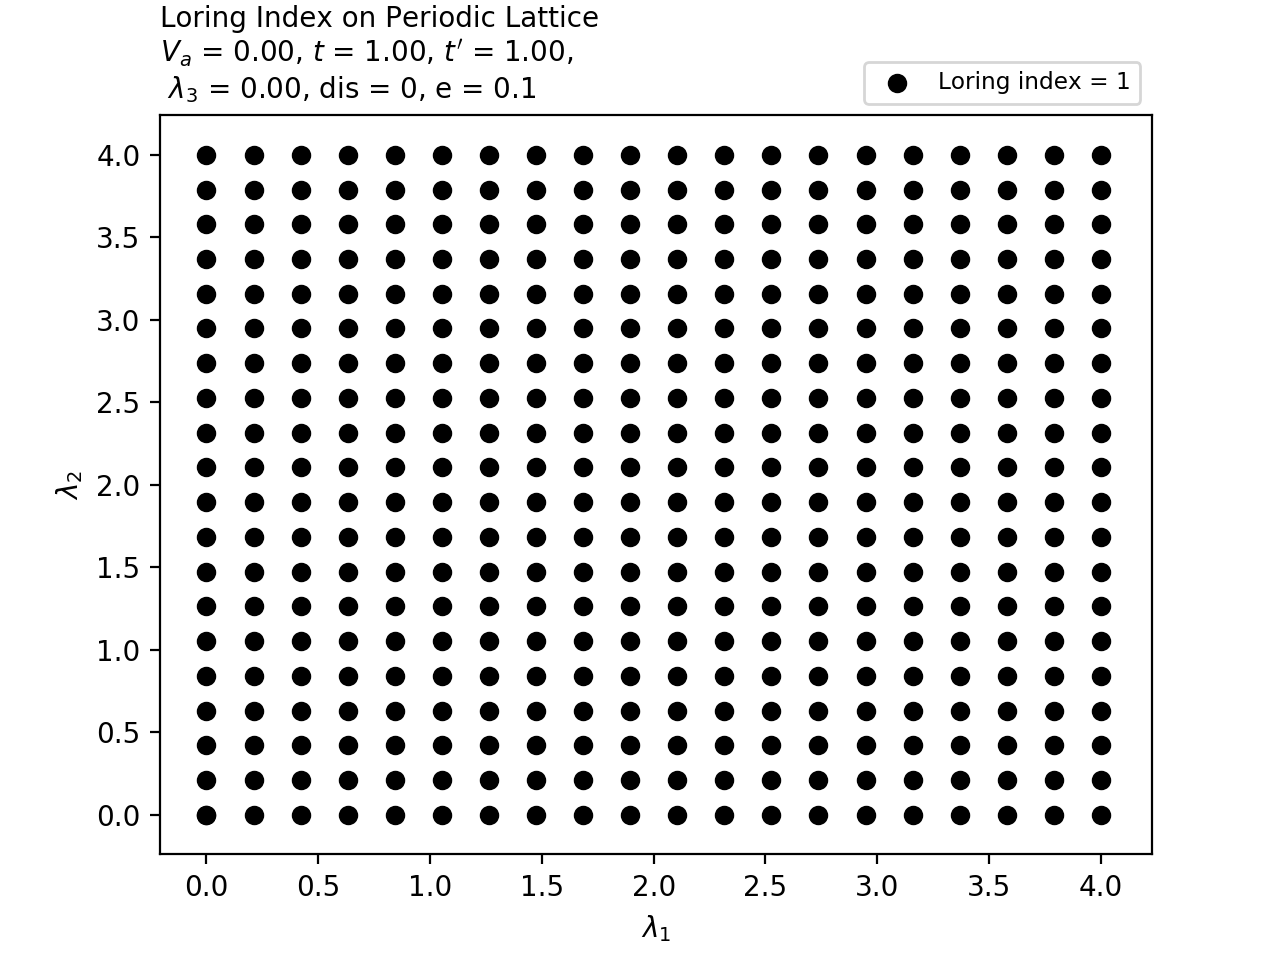 Loring Index on Periodic Lattice
V_a = 0.00, t = 1.00, t′ = 1.00,
λ_3 = 0.00, dis = 0, e = 0.1
Loring index = 1
4.0
3.5
3.0
2.5
2.0
1.5
1.0
0.5
0.0
λ_2
0.0 0.5 1.0 1.5 2.0 2.5 3.0 3.5 4.0
λ_1